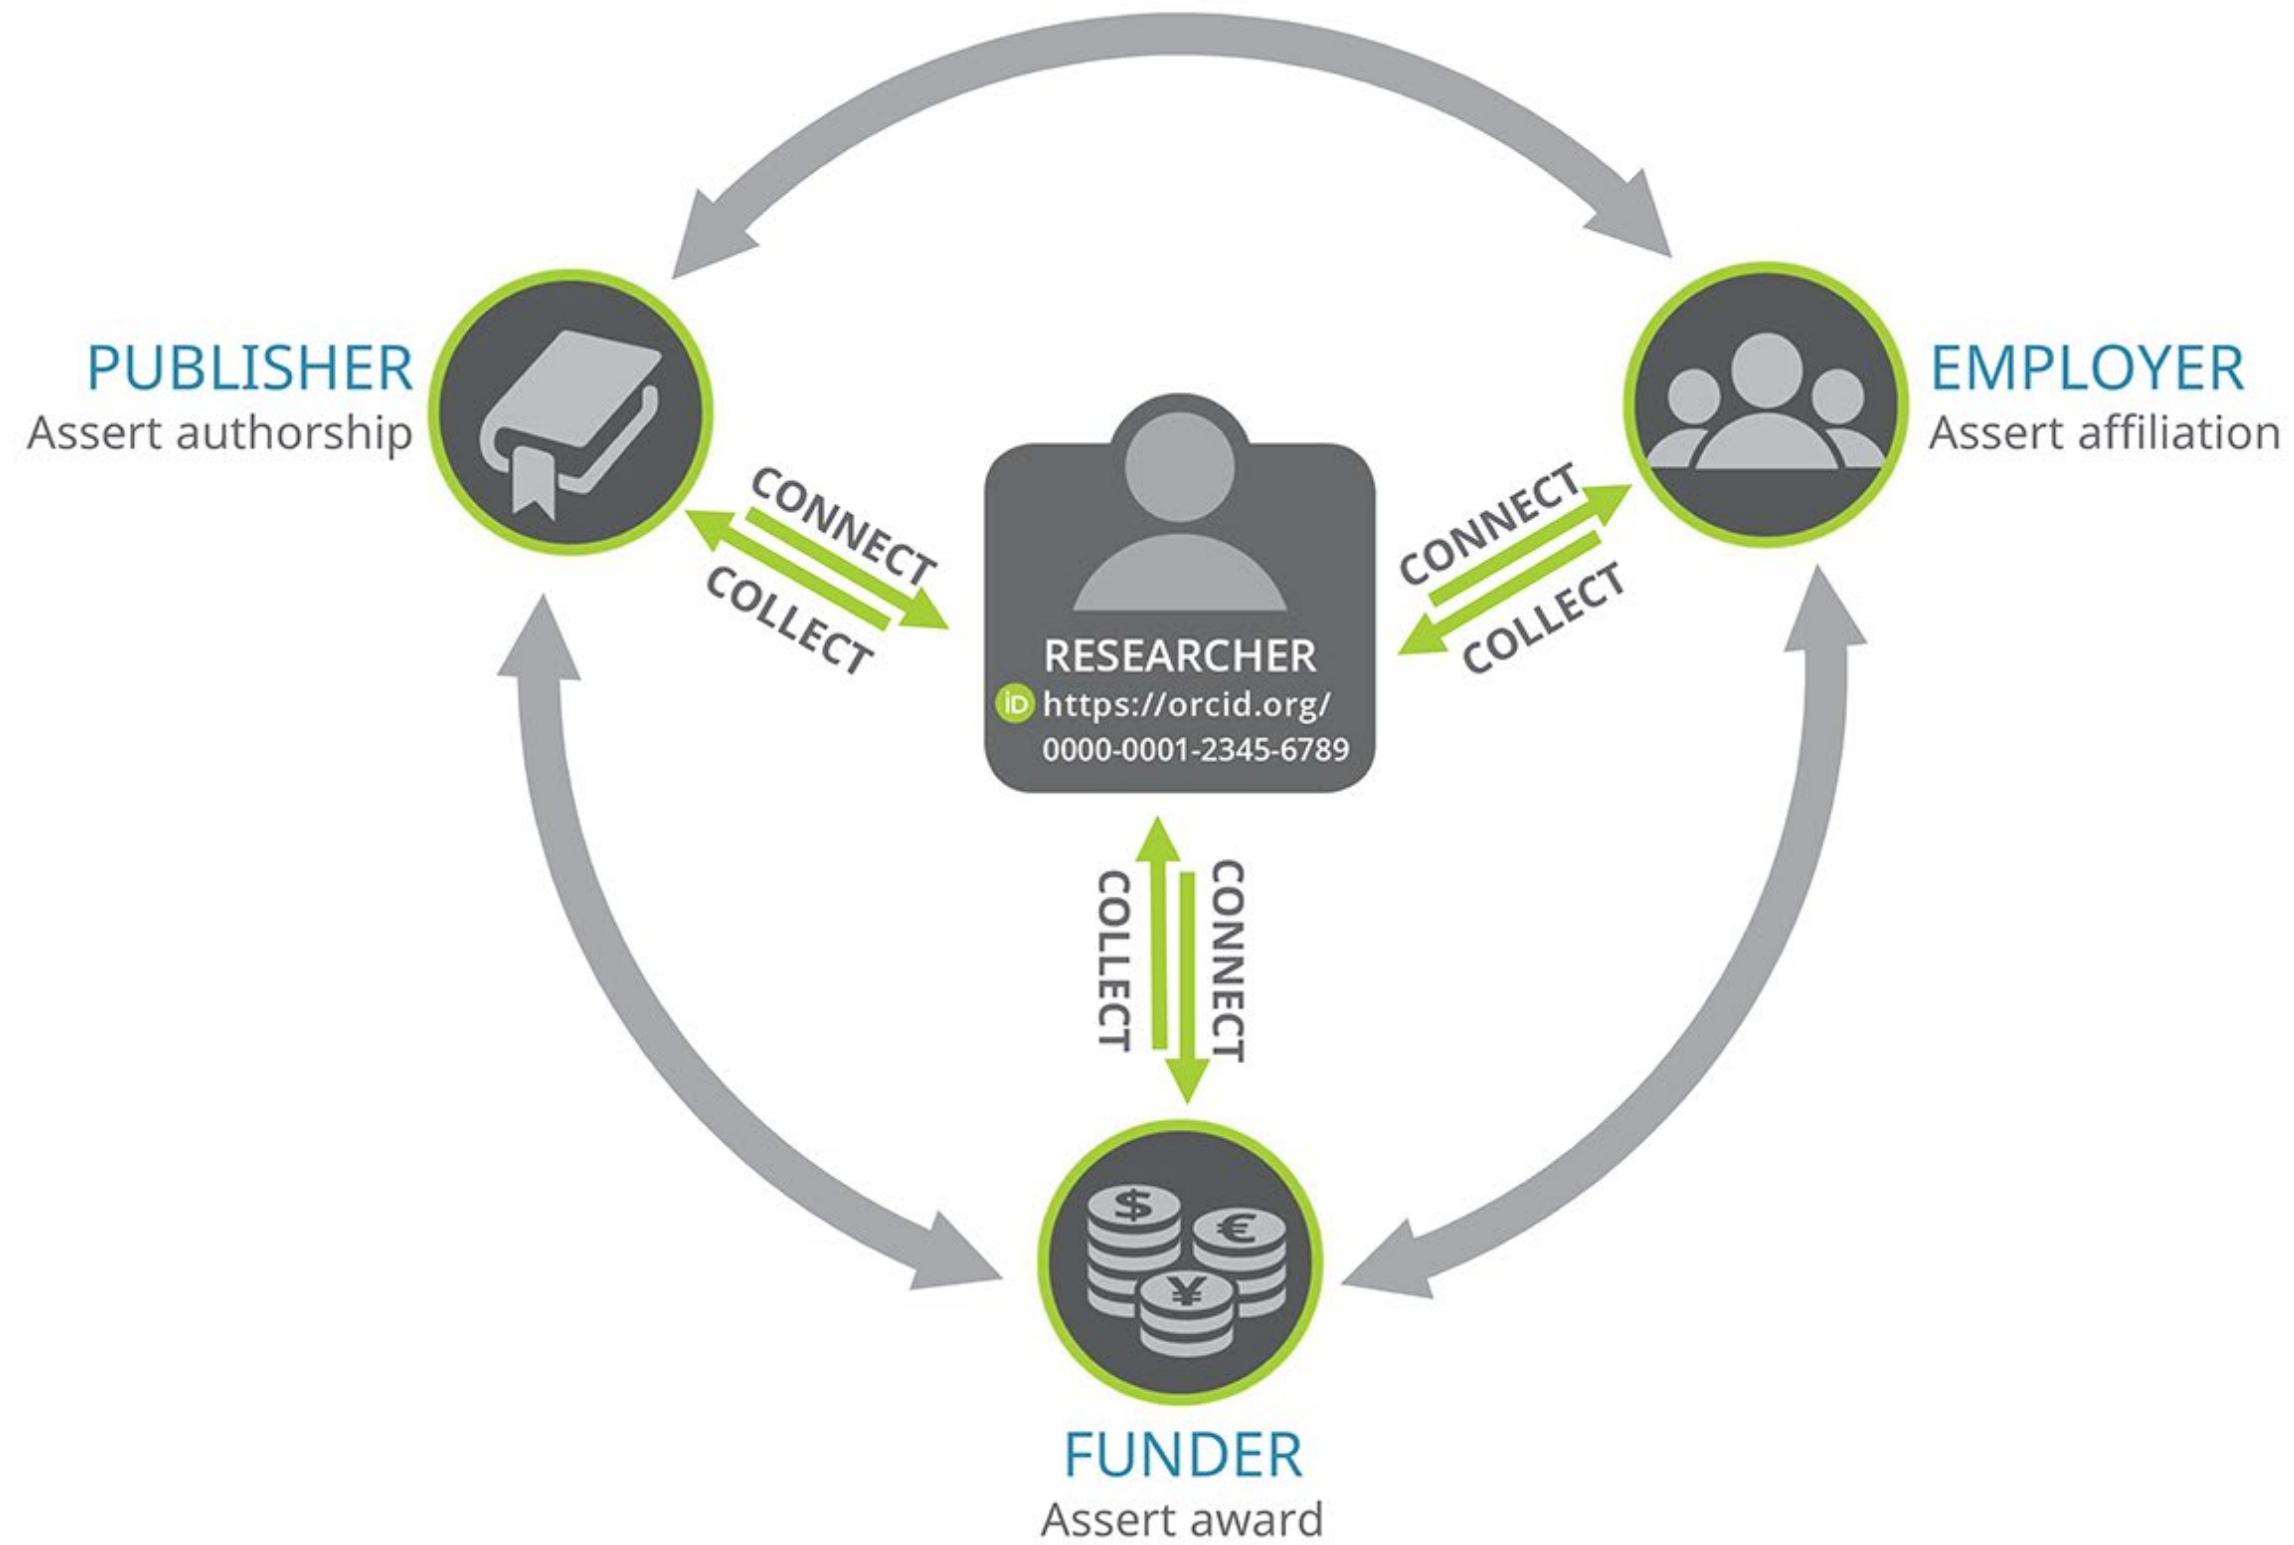 PUBLISHER
Assert authorship
EMPLOYER
Assert affiliation
CONNECT
COLLECT
CONNECT
COLLECT
RESEARCHER
iD https://orcid.org/
0000-0001-2345-6789
COLLECT
CONNECT
$
€
¥
FUNDER
Assert award